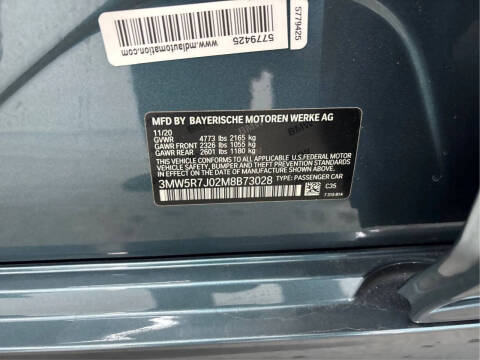 5779425
www.mdlautomation.com
5779425
MFD BY BAYERISCHE MOTOREN WERKE AG
11/20
GVWR 4773 lbs 2165 kg
GAWR FRONT 2326 lbs 1055 kg
GAWR REAR 2601 lbs 1180 kg
THIS VEHICLE CONFORMS TO ALL APPLICABLE U.S. FEDERAL MOTOR
VEHICLE SAFETY, BUMPER, AND THEFT PREVENTION STANDARDS
IN EFFECT ON THE DATE OF MANUFACTURE SHOWN ABOVE.
3MW5R7J02M8B73028 TYPE: PASSENGER CAR
C35